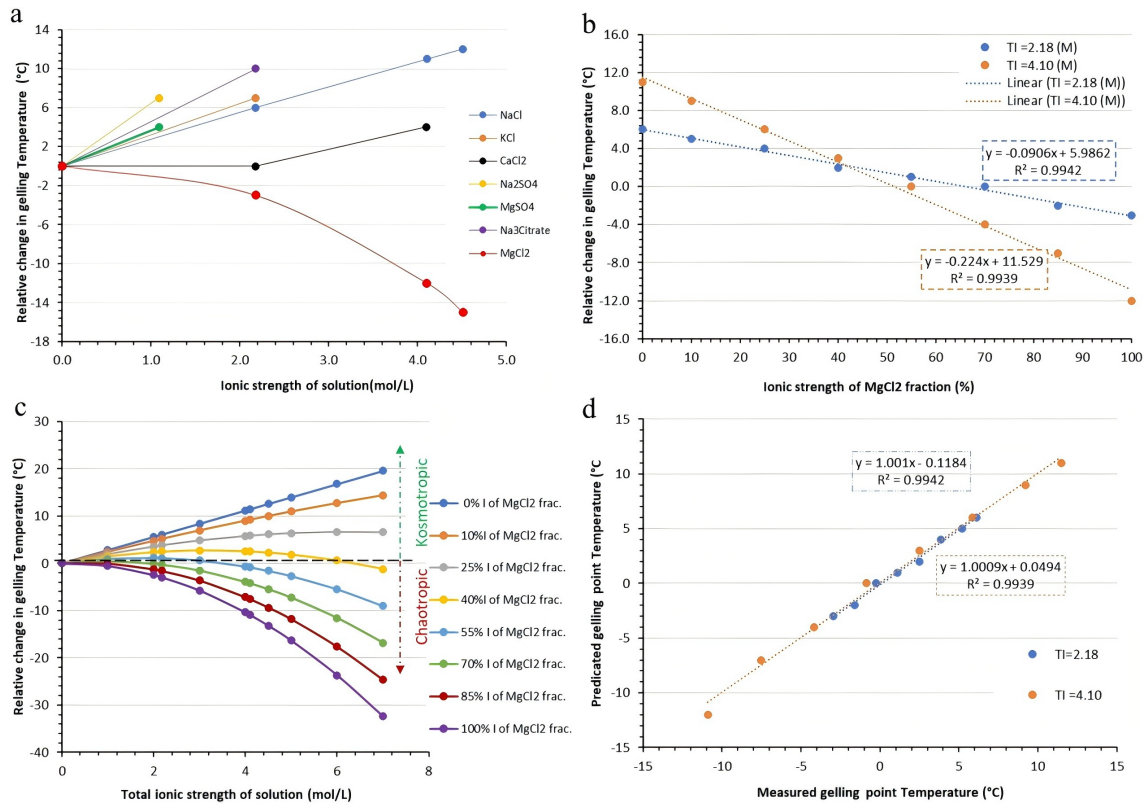 a
14
10
6
2
-2
-6
-10
-14
-18
0.0
1.0
2.0
3.0
4.0
5.0
Relative change in gelling Temperature (°C)
Ionic strength of solution(mol/L)
NaCl
KCl
CaCl2
Na2SO4
MgSO4
Na3Citrate
MgCl2
b
16.0
12.0
8.0
4.0
0.0
-4.0
-8.0
-12.0
-16.0
0
10
20
30
40
50
60
70
80
90
100
Relative change in gelling Temperature (°C)
Ionic strength of MgCl2 fraction (%)
TI =2.18 (M)
TI =4.10 (M)
Linear (TI =2.18 (M))
Linear (TI =4.10 (M))
y = -0.0906x + 5.9862
R² = 0.9942
y = -0.224x + 11.529
R² = 0.9939
c
30
20
10
0
-10
-20
-30
-40
0
2
4
6
8
Relative change in gelling Temperature (°C)
Total ionic strength of solution (mol/L)
Kosmotropic
Chaotropic
0% I of MgCl2 frac.
10%I of MgCl2 frac.
25% I of MgCl2 frac.
40%I of MgCl2 frac.
55% I of MgCl2 frac.
70% I of MgCl2 frac.
85% I of MgCl2 frac.
100% I of MgCl2 frac.
d
15
10
5
0
-5
-10
-15
-15
-10
-5
0
5
10
15
Predicated gelling point Temperature (°C
Measured gelling point Temperature (°C)
y = 1.001x - 0.1184
R² = 0.9942
y = 1.0009x + 0.0494
R² = 0.9939
TI=2.18
TI=4.10